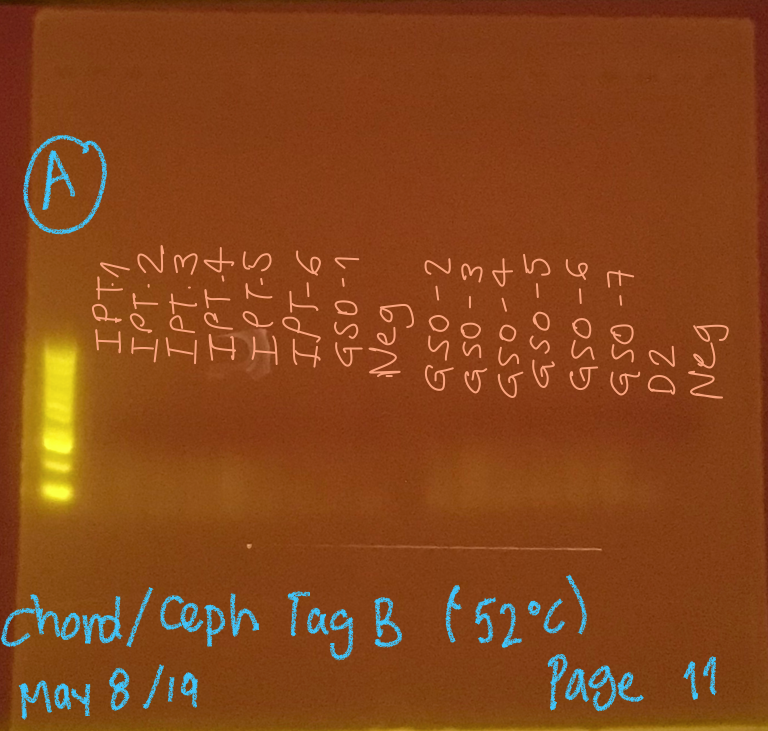 A
IPT-1
IPT-2
IPT-3
IPT-4
IPT-5
IPT-6
GSO-1
Neg
GSO-2
GSO-3
GSO-4
GSO-5
GSO-6
GSO-7
D2
Neg
Chord/Ceph Tag B (52°C)
May 8/19
Page 11